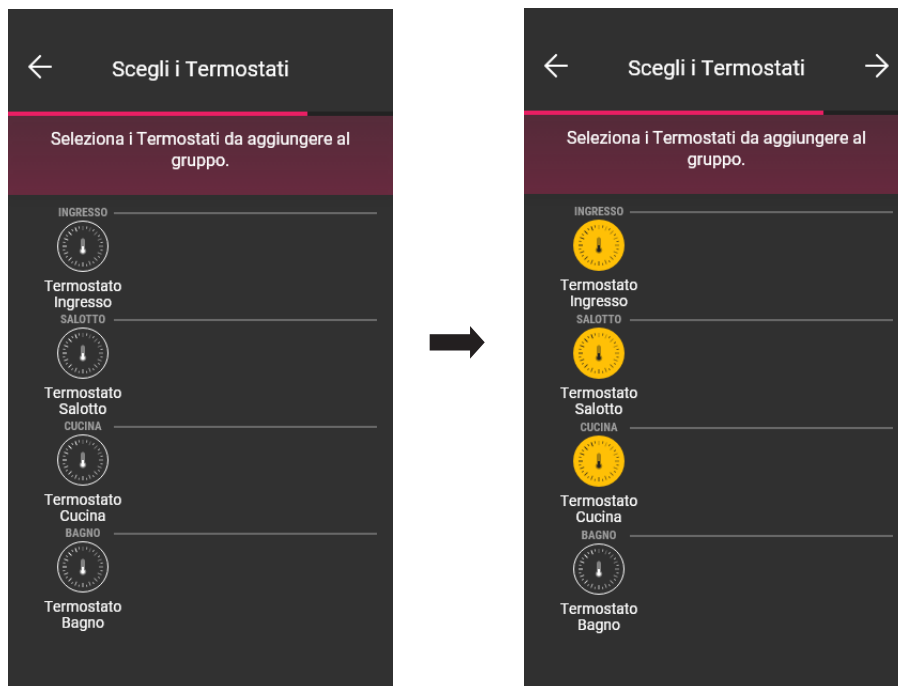 Scegli i Termostati
Seleziona i Termostati da aggiungere al
gruppo.
INGRESSO
Termostato
Ingresso
SALOTTO
Termostato
Salotto
CUCINA
Termostato
Cucina
BAGNO
Termostato
Bagno
Scegli i Termostati
Seleziona i Termostati da aggiungere al
gruppo.
INGRESSO
Termostato
Ingresso
SALOTTO
Termostato
Salotto
CUCINA
Termostato
Cucina
BAGNO
Termostato
Bagno